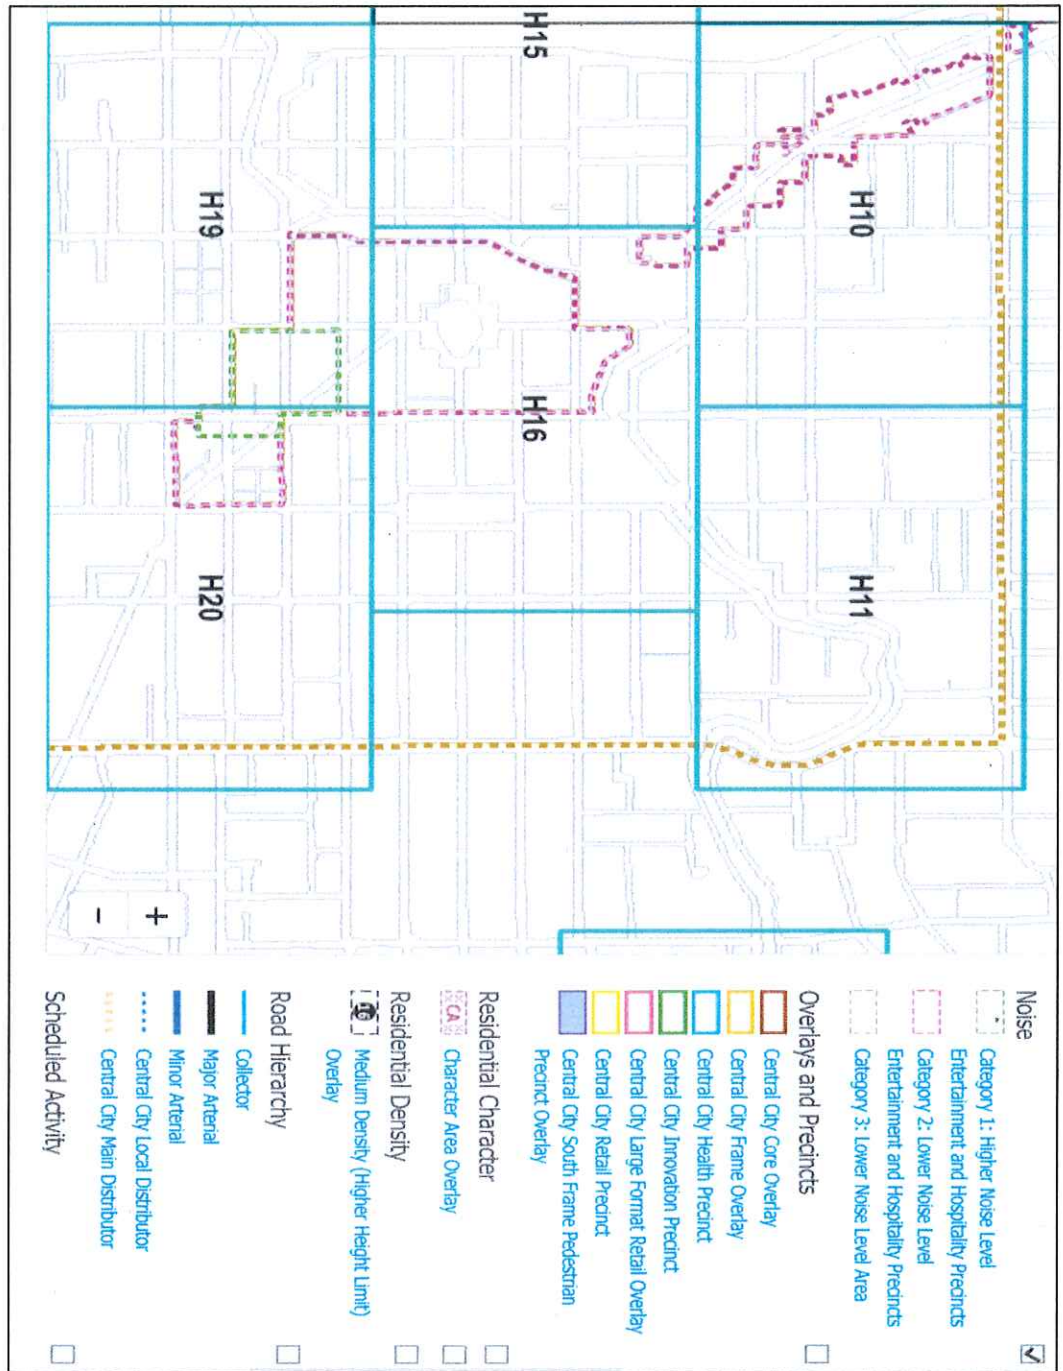 H15
H10
H19
H16
H11
H20
+
−
Noise
Category 1: Higher Noise Level
Entertainment and Hospitality Precincts
Category 2: Lower Noise Level
Entertainment and Hospitality Precincts
Category 3: Lower Noise Level Area
Overlays and Precincts
Central City Core Overlay
Central City Frame Overlay
Central City Health Precinct
Central City Innovation Precinct
Central City Large Format Retail Overlay
Central City Retail Precinct
Central City South Frame Pedestrian
Precinct Overlay
Residential Character
CA Character Area Overlay
Residential Density
Medium Density (Higher Height Limit)
Overlay
Road Hierarchy
Collector
Major Arterial
Minor Arterial
Central City Local Distributor
Central City Main Distributor
Scheduled Activity